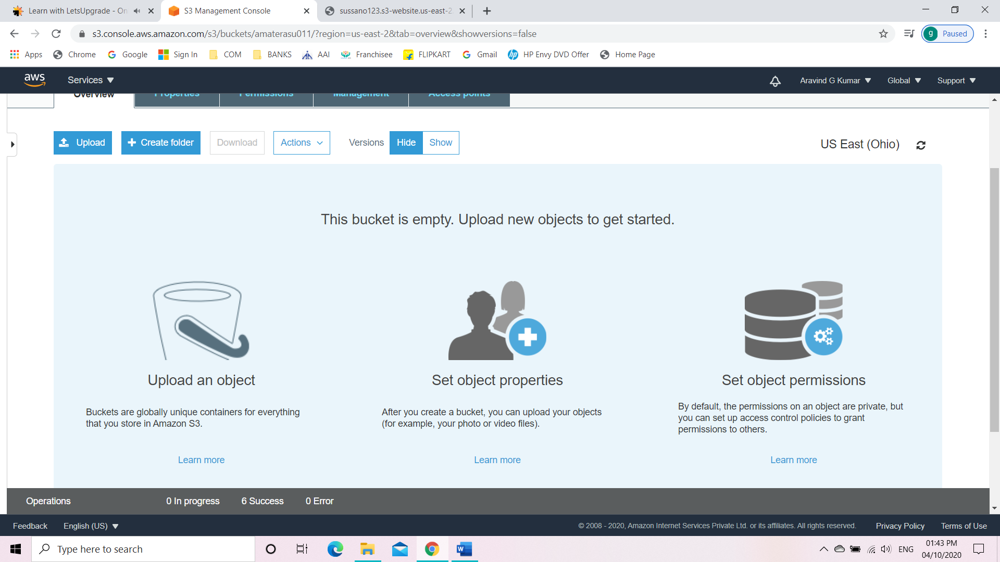 Learn with LetsUpgrade - On
S3 Management Console
sussano123.s3-website.us-east-2
s3.console.aws.amazon.com/s3/buckets/amaterasu011/?region=us-east-2&tab=overview&showversions=false
g Paused
Apps Chrome Google Sign In COM BANKS AAI Franchisee FLIPKART Gmail HP Envy DVD Offer Home Page
aws Services Aravind G Kumar Global Support
Overview Properties Permissions Management Access points
Upload Create folder Download Actions Versions Hide Show US East (Ohio)
This bucket is empty. Upload new objects to get started.
Upload an object
Buckets are globally unique containers for everything
that you store in Amazon S3.
Learn more
Set object properties
After you create a bucket, you can upload your objects
(for example, your photo or video files).
Learn more
Set object permissions
By default, the permissions on an object are private, but
you can set up access control policies to grant
permissions to others.
Learn more
Operations 0 In progress 6 Success 0 Error
Feedback English (US) © 2008 - 2020, Amazon Internet Services Private Ltd. or its affiliates. All rights reserved. Privacy Policy Terms of Use
Type here to search
ENG
01:43 PM
04/10/2020